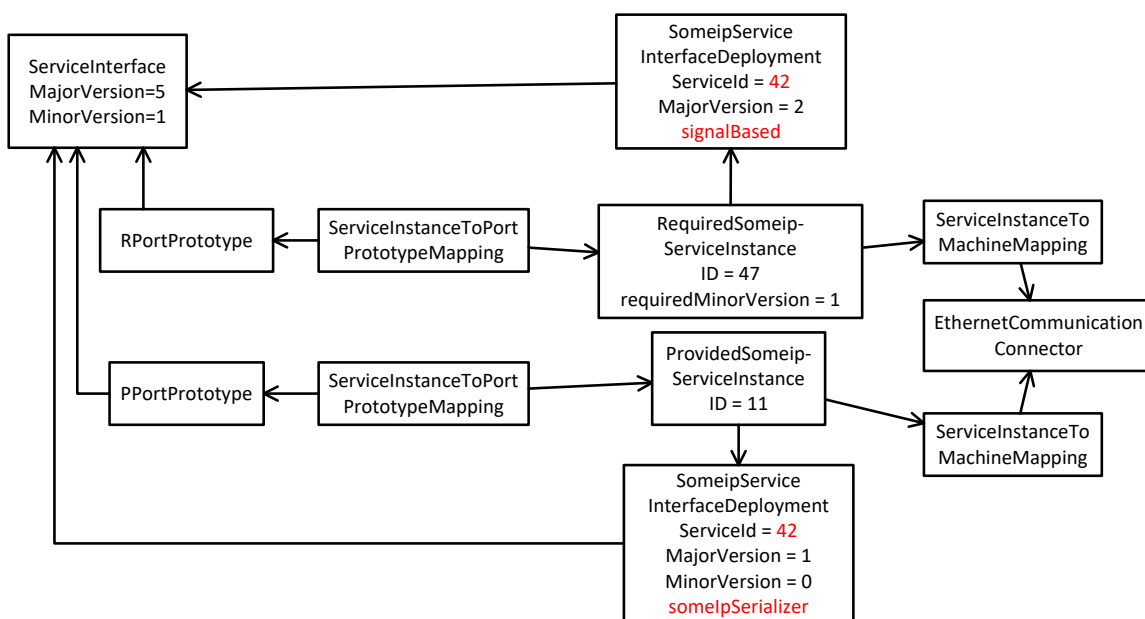 SomeipService
InterfaceDeployment
ServiceId = 42
MajorVersion = 2
signalBased
ServiceInterface
MajorVersion=5
MinorVersion=1
RPortPrototype
ServiceInstanceToPort
PrototypeMapping
RequiredSomeip-
ServiceInstance
ID = 47
requiredMinorVersion = 1
ServiceInstanceTo
MachineMapping
EthernetCommunication
Connector
PPortPrototype
ServiceInstanceToPort
PrototypeMapping
ProvidedSomeip-
ServiceInstance
ID = 11
ServiceInstanceTo
MachineMapping
SomeipService
InterfaceDeployment
ServiceId = 42
MajorVersion = 1
MinorVersion = 0
someIpSerializer